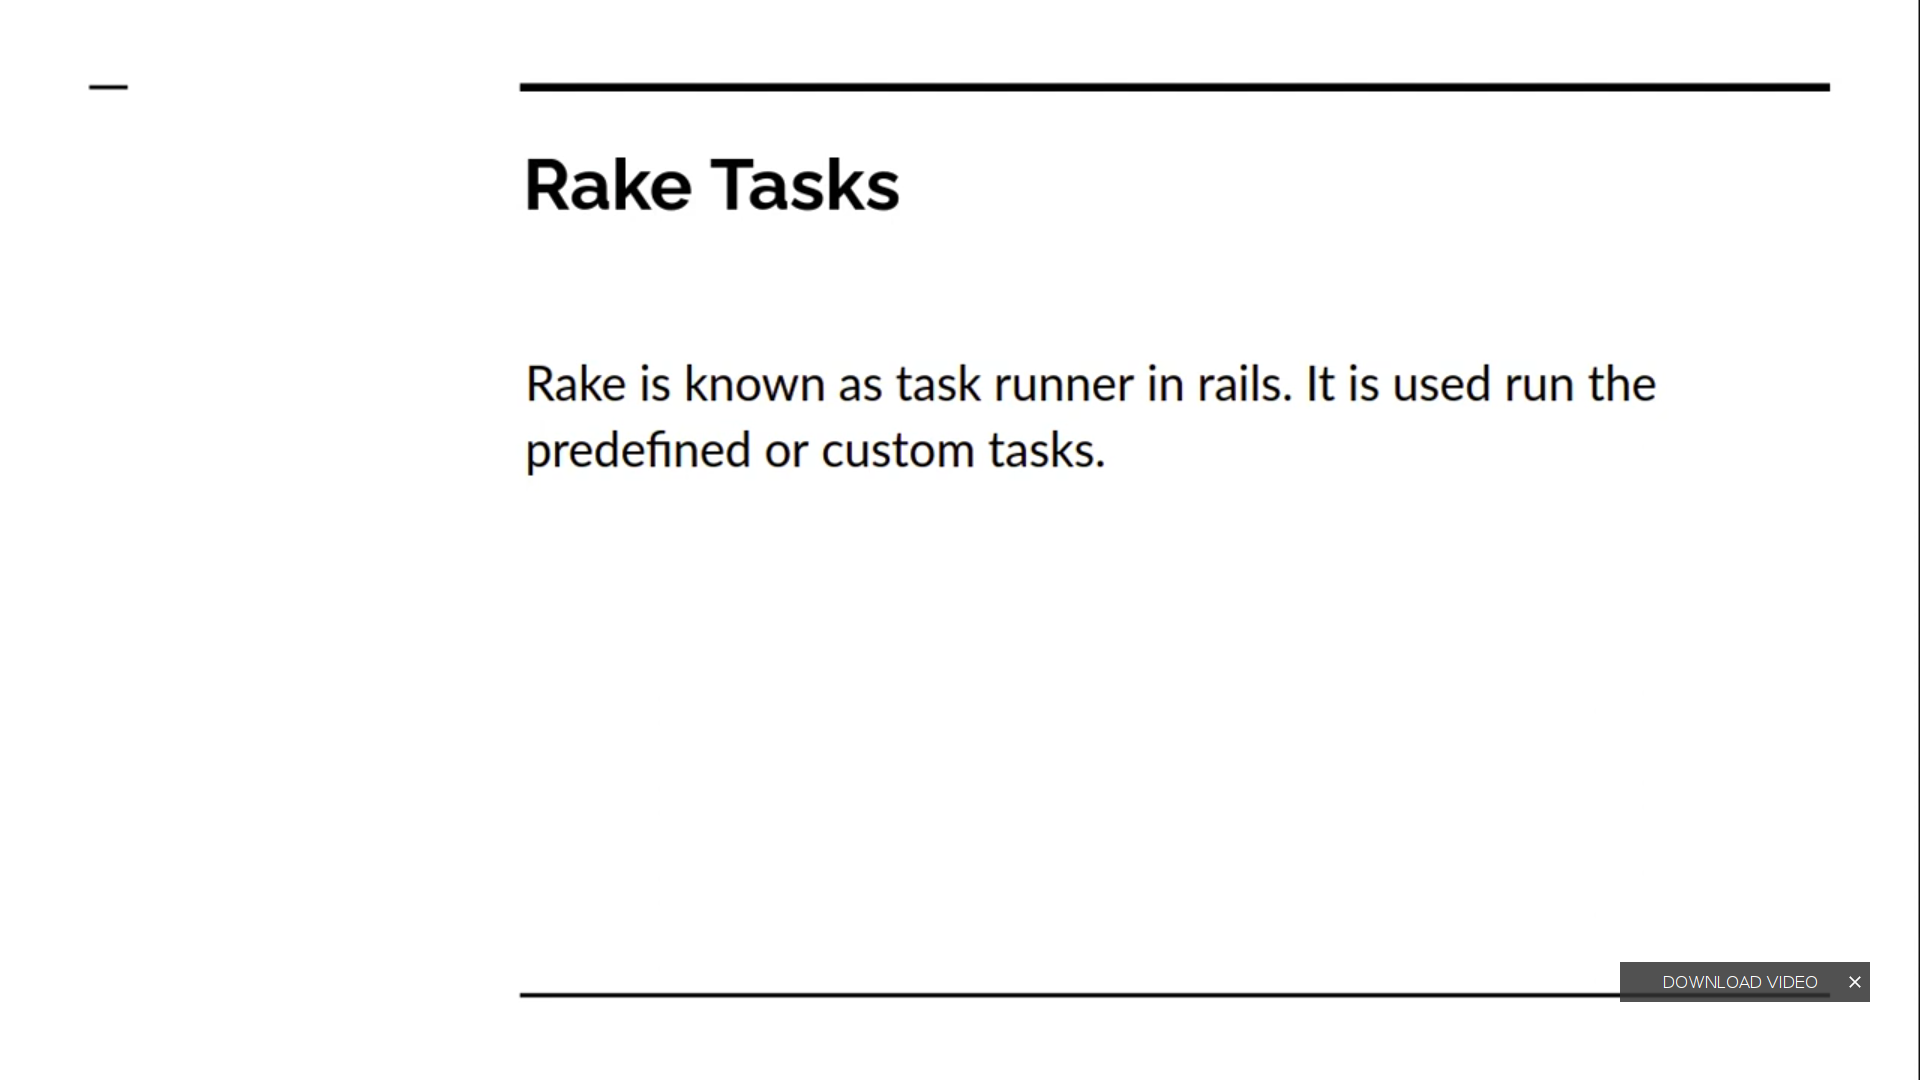 Rake Tasks
Rake is known as task runner in rails. It is used run the
predefined or custom tasks.
DOWNLOAD VIDEO ×